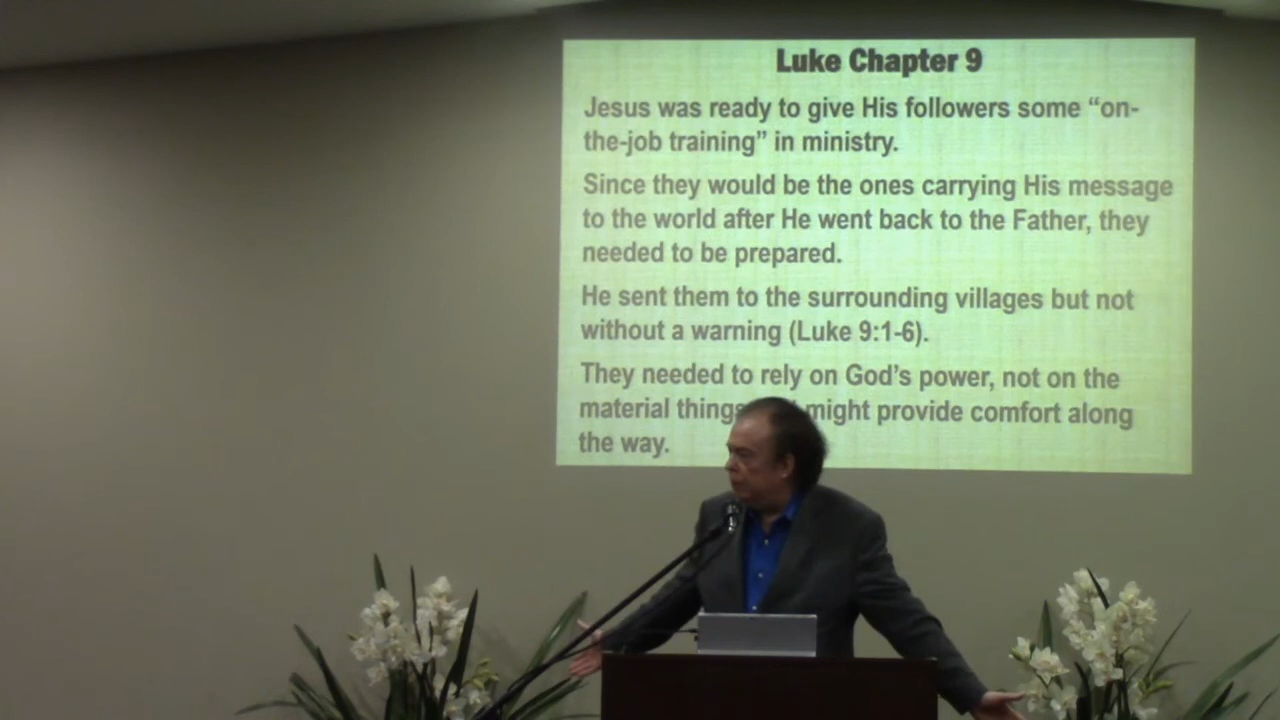 Luke Chapter 9
Jesus was ready to give His followers some “on-
the-job training” in ministry.
Since they would be the ones carrying His message
to the world after He went back to the Father, they
needed to be prepared.
He sent them to the surrounding villages but not
without a warning (Luke 9:1-6).
They needed to rely on God’s power, not on the
material things might provide comfort along
the way.